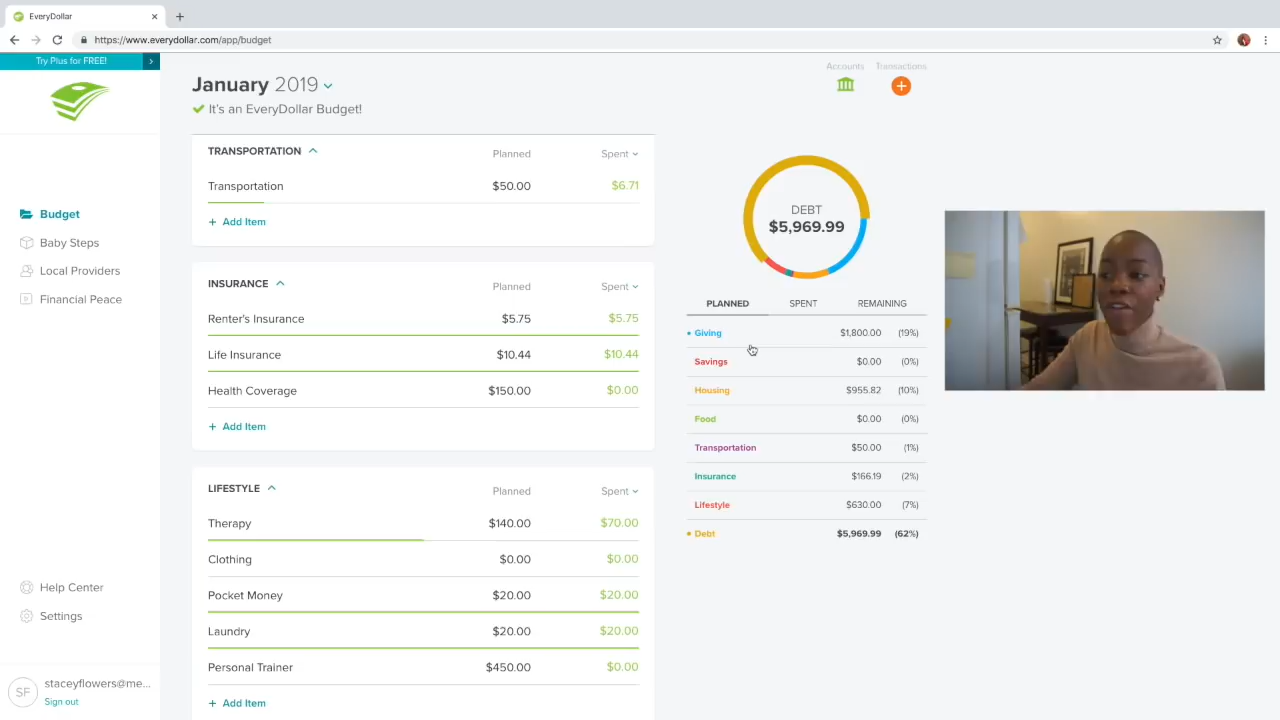 EveryDollar
https://www.everydollar.com/app/budget
Try Plus for FREE!
Budget
Baby Steps
Local Providers
Financial Peace
Help Center
Settings
SF
staceyflowers@me...
Sign out
January 2019
It's an EveryDollar Budget!
Accounts
Transactions
TRANSPORTATION Planned Spent
Transportation $50.00 $6.71
+ Add Item
INSURANCE Planned Spent
Renter's Insurance $5.75 $5.75
Life Insurance $10.44 $10.44
Health Coverage $150.00 $0.00
+ Add Item
LIFESTYLE Planned Spent
Therapy $140.00 $70.00
Clothing $0.00 $0.00
Pocket Money $20.00 $20.00
Laundry $20.00 $20.00
Personal Trainer $450.00 $0.00
+ Add Item
DEBT
$5,969.99
PLANNED SPENT REMAINING
Giving $1,800.00 (19%)
Savings $0.00 (0%)
Housing $955.82 (10%)
Food $0.00 (0%)
Transportation $50.00 (1%)
Insurance $166.19 (2%)
Lifestyle $630.00 (7%)
Debt $5,969.99 (62%)